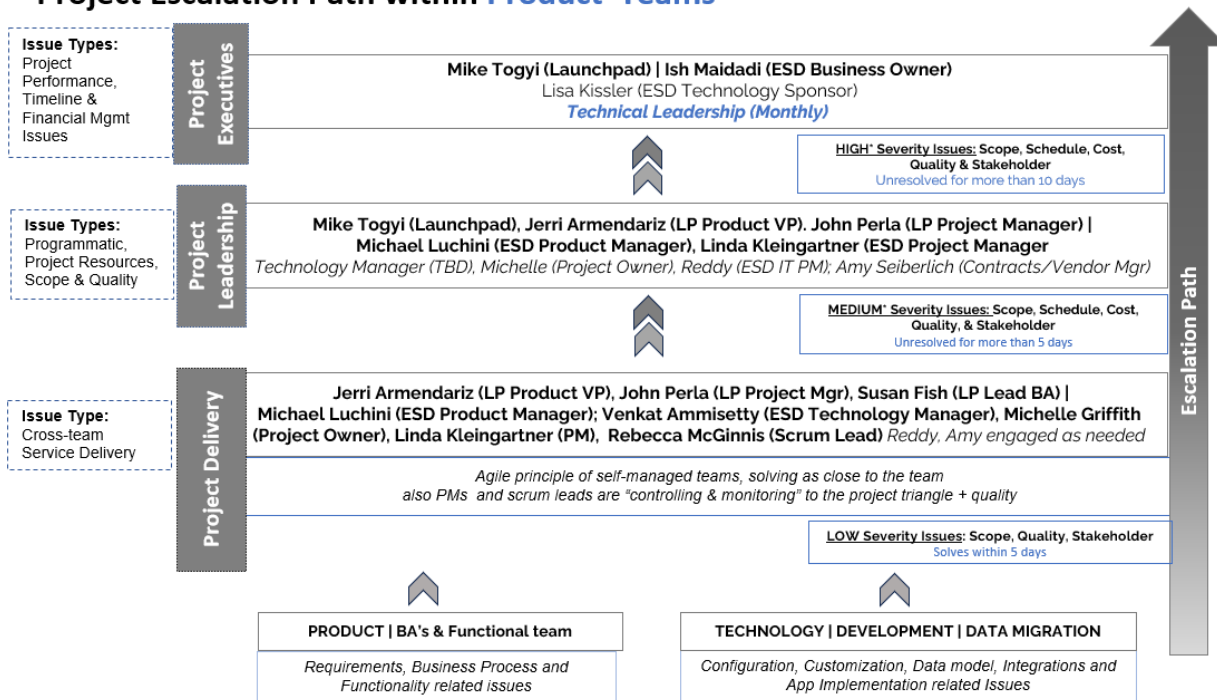 Project Escalation Path within Product Teams
Issue Types:
Project
Performance,
Timeline &
Financial Mgmt
Issues
Project
Executives
Mike Togyi (Launchpad) | Ish Maidadi (ESD Business Owner)
Lisa Kissler (ESD Technology Sponsor)
Technical Leadership (Monthly)
HIGH* Severity Issues: Scope, Schedule, Cost,
Quality & Stakeholder
Unresolved for more than 10 days
Issue Types:
Programmatic,
Project Resources,
Scope & Quality
Project
Leadership
Mike Togyi (Launchpad), Jerri Armendariz (LP Product VP). John Perla (LP Project Manager) |
Michael Luchini (ESD Product Manager), Linda Kleingartner (ESD Project Manager
Technology Manager (TBD), Michelle (Project Owner), Reddy (ESD IT PM); Amy Seiberlich (Contracts/Vendor Mgr)
MEDIUM* Severity Issues: Scope, Schedule, Cost,
Quality, & Stakeholder
Unresolved for more than 5 days
Escalation Path
Issue Type:
Cross-team
Service Delivery
Project Delivery
Jerri Armendariz (LP Product VP), John Perla (LP Project Mgr), Susan Fish (LP Lead BA) |
Michael Luchini (ESD Product Manager); Venkat Ammisetty (ESD Technology Manager), Michelle Griffith
(Project Owner), Linda Kleingartner (PM), Rebecca McGinnis (Scrum Lead) Reddy, Amy engaged as needed
Agile principle of self-managed teams, solving as close to the team
also PMs and scrum leads are "controlling & monitoring" to the project triangle + quality
LOW Severity Issues: Scope, Quality, Stakeholder
Solves within 5 days
PRODUCT | BA's & Functional team
Requirements, Business Process and
Functionality related issues
TECHNOLOGY | DEVELOPMENT | DATA MIGRATION
Configuration, Customization, Data model, Integrations and
App Implementation related Issues